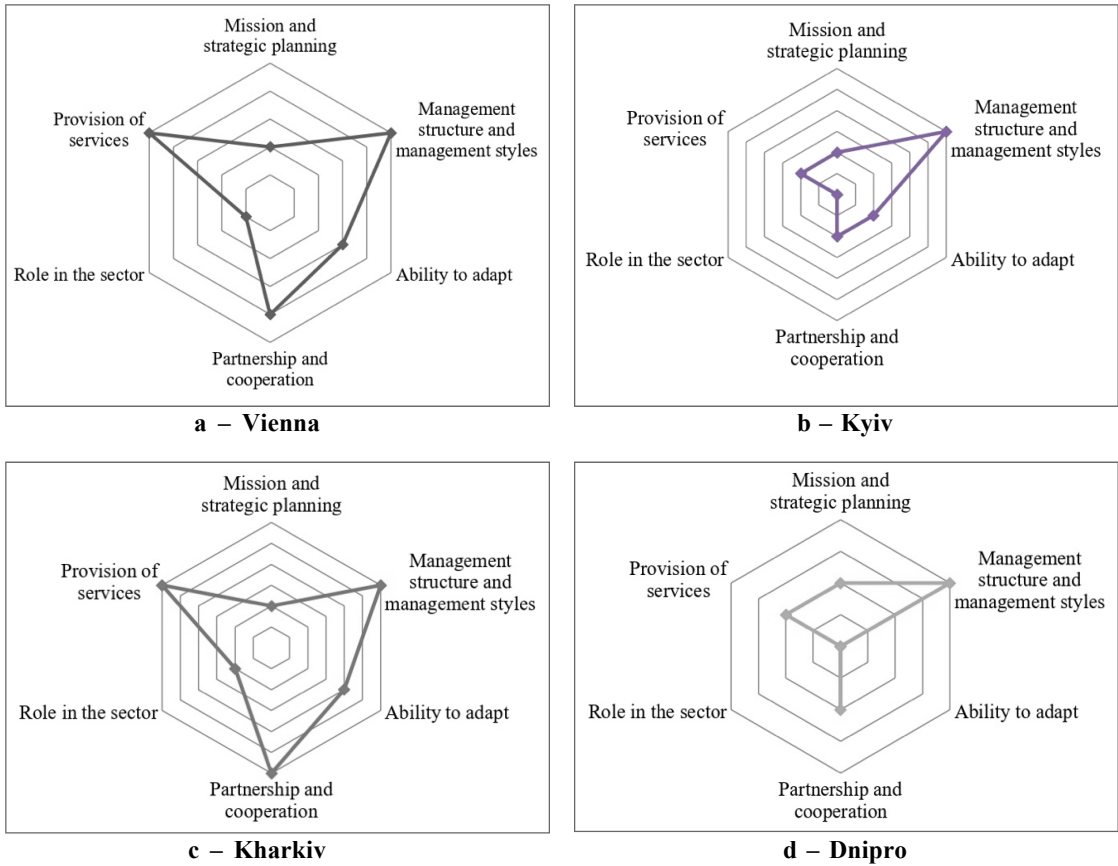 Mission and
strategic planning
Provision of
services
Management
structure and
management styles
Role in the sector
Ability to adapt
Partnership and
cooperation
a – Vienna
Mission and
strategic planning
Provision of
services
Management
structure and
management styles
Role in the sector
Ability to adapt
Partnership and
cooperation
b – Kyiv
Mission and
strategic planning
Provision of
services
Management
structure and
management styles
Role in the sector
Ability to adapt
Partnership and
cooperation
c – Kharkiv
Mission and
strategic planning
Provision of
services
Management
structure and
management styles
Role in the sector
Ability to adapt
Partnership and
cooperation
d – Dnipro